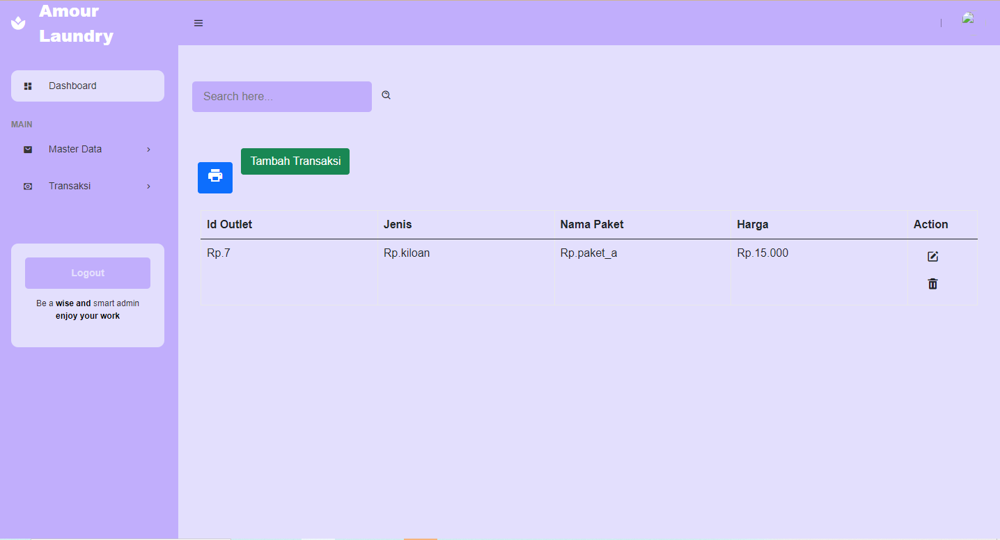 Amour
Laundry
Dashboard
MAIN
Master Data
Transaksi
Logout
Be a wise and smart admin
enjoy your work
Search here...
Tambah Transaksi
Id Outlet Jenis Nama Paket Harga Action
Rp.7 Rp.kiloan Rp.paket_a Rp.15.000